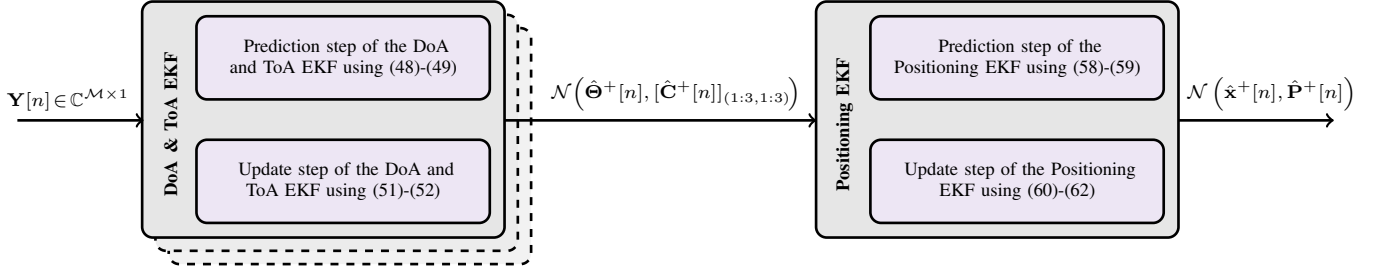 Y[n]∈ℂ^{ℳ×1}
DoA & ToA EKF
Prediction step of the DoA
and ToA EKF using (48)-(49)
Update step of the DoA and
ToA EKF using (51)-(52)
𝒩(Θ̂⁺[n], [Ĉ⁺[n]]_{(1:3,1:3)})
Positioning EKF
Prediction step of the
Positioning EKF using (58)-(59)
Update step of the Positioning
EKF using (60)-(62)
𝒩(x̂⁺[n], P̂⁺[n])